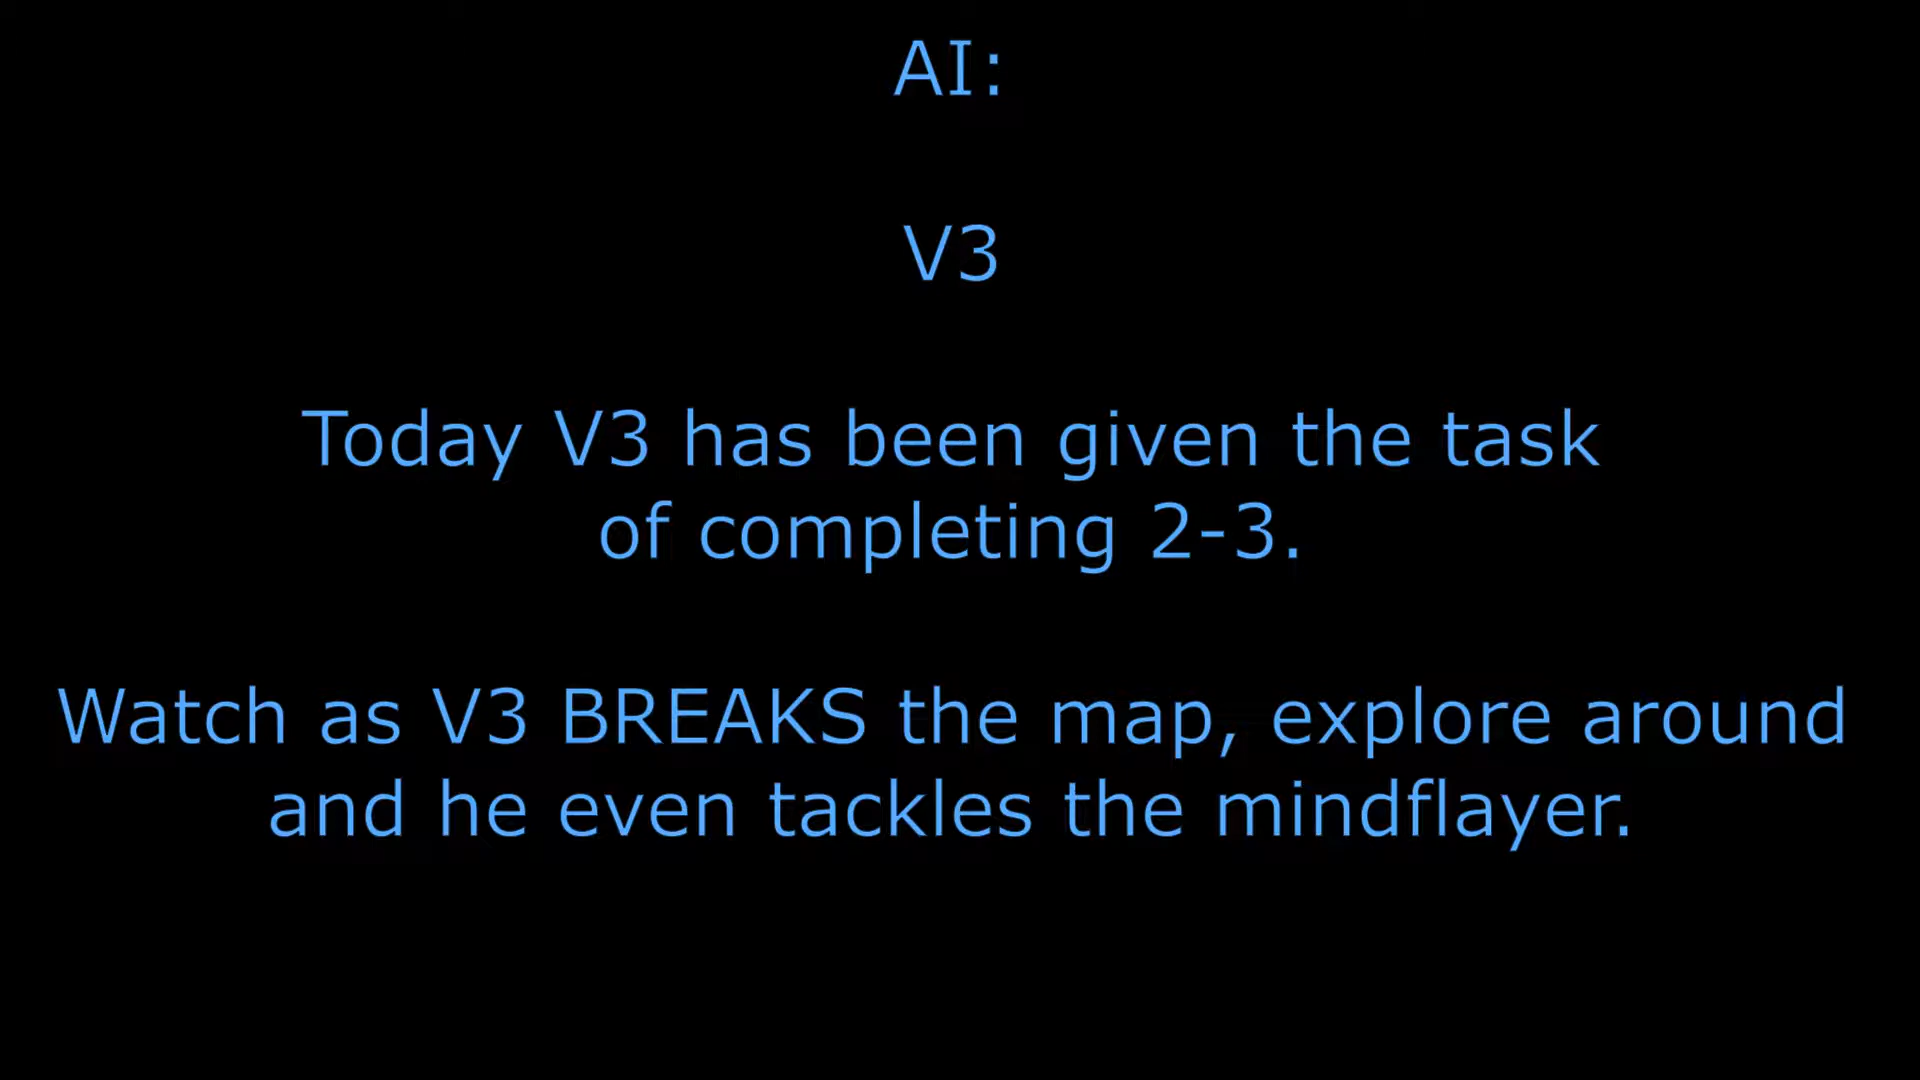 AI:
V3
Today V3 has been given the task
of completing 2-3.
Watch as V3 BREAKS the map, explore around
and he even tackles the mindflayer.